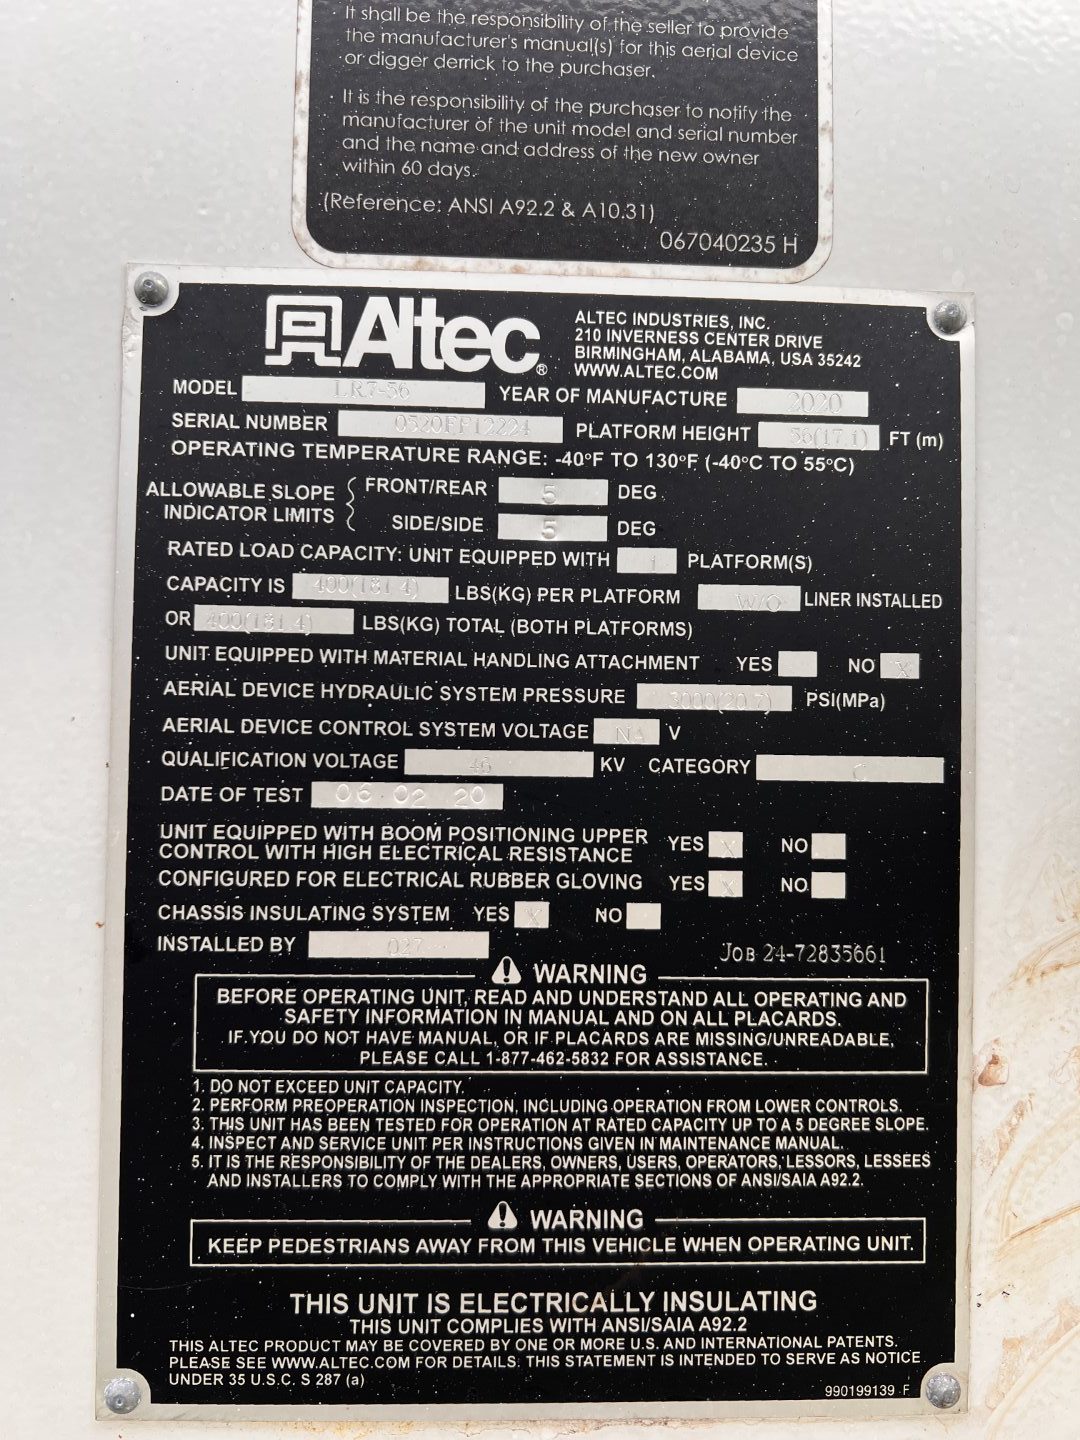 It shall be the responsibility of the seller to provide
the manufacturer's manual(s) for this aerial device
or digger derrick to the purchaser.
It is the responsibility of the purchaser to notify the
manufacturer of the unit model and serial number
and the name and address of the new owner
within 60 days.
(Reference: ANSI A92.2 & A10.31)
067040235 H
Altec®
ALTEC INDUSTRIES, INC.
210 INVERNESS CENTER DRIVE
BIRMINGHAM, ALABAMA, USA 35242
WWW.ALTEC.COM
MODEL LR7-56 YEAR OF MANUFACTURE 2020
SERIAL NUMBER 0520FF12224 PLATFORM HEIGHT 56(17.1) FT (m)
OPERATING TEMPERATURE RANGE: -40°F TO 130°F (-40°C TO 55°C)
ALLOWABLE SLOPE INDICATOR LIMITS { FRONT/REAR 5 DEG
SIDE/SIDE 5 DEG
RATED LOAD CAPACITY: UNIT EQUIPPED WITH 1 PLATFORM(S)
CAPACITY IS 400(181.4) LBS(KG) PER PLATFORM W/O LINER INSTALLED
OR 400(181.4) LBS(KG) TOTAL (BOTH PLATFORMS)
UNIT EQUIPPED WITH MATERIAL HANDLING ATTACHMENT YES NO X
AERIAL DEVICE HYDRAULIC SYSTEM PRESSURE 3000(20.7) PSI(MPa)
AERIAL DEVICE CONTROL SYSTEM VOLTAGE NA V
QUALIFICATION VOLTAGE 46 KV CATEGORY C
DATE OF TEST 06 02 20
UNIT EQUIPPED WITH BOOM POSITIONING UPPER
CONTROL WITH HIGH ELECTRICAL RESISTANCE YES X NO
CONFIGURED FOR ELECTRICAL RUBBER GLOVING YES X NO
CHASSIS INSULATING SYSTEM YES X NO
INSTALLED BY 027 JOB 24-72835661
WARNING
BEFORE OPERATING UNIT, READ AND UNDERSTAND ALL OPERATING AND
SAFETY INFORMATION IN MANUAL AND ON ALL PLACARDS.
IF YOU DO NOT HAVE MANUAL, OR IF PLACARDS ARE MISSING/UNREADABLE,
PLEASE CALL 1-877-462-5832 FOR ASSISTANCE.
1. DO NOT EXCEED UNIT CAPACITY.
2. PERFORM PREOPERATION INSPECTION, INCLUDING OPERATION FROM LOWER CONTROLS.
3. THIS UNIT HAS BEEN TESTED FOR OPERATION AT RATED CAPACITY UP TO A 5 DEGREE SLOPE.
4. INSPECT AND SERVICE UNIT PER INSTRUCTIONS GIVEN IN MAINTENANCE MANUAL.
5. IT IS THE RESPONSIBILITY OF THE DEALERS, OWNERS, USERS, OPERATORS, LESSORS, LESSEES
AND INSTALLERS TO COMPLY WITH THE APPROPRIATE SECTIONS OF ANSI/SAIA A92.2.
WARNING
KEEP PEDESTRIANS AWAY FROM THIS VEHICLE WHEN OPERATING UNIT.
THIS UNIT IS ELECTRICALLY INSULATING
THIS UNIT COMPLIES WITH ANSI/SAIA A92.2
THIS ALTEC PRODUCT MAY BE COVERED BY ONE OR MORE U.S. AND INTERNATIONAL PATENTS.
PLEASE SEE WWW.ALTEC.COM FOR DETAILS. THIS STATEMENT IS INTENDED TO SERVE AS NOTICE
UNDER 35 U.S.C. S 287 (a)
990199139 F